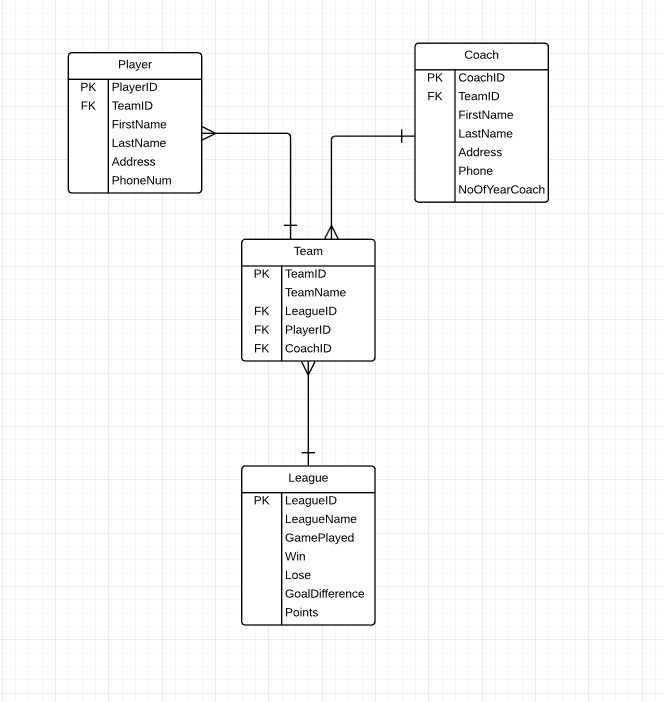 Player
PK PlayerID
FK TeamID
FirstName
LastName
Address
PhoneNum
Coach
PK CoachID
FK TeamID
FirstName
LastName
Address
Phone
NoOfYearCoach
Team
PK TeamID
TeamName
FK LeagueID
FK PlayerID
FK CoachID
League
PK LeagueID
LeagueName
GamePlayed
Win
Lose
GoalDifference
Points